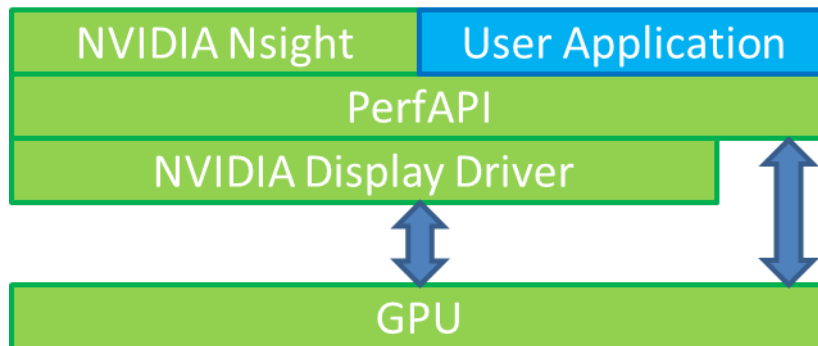 NVIDIA Nsight
User Application
PerfAPI
NVIDIA Display Driver
GPU